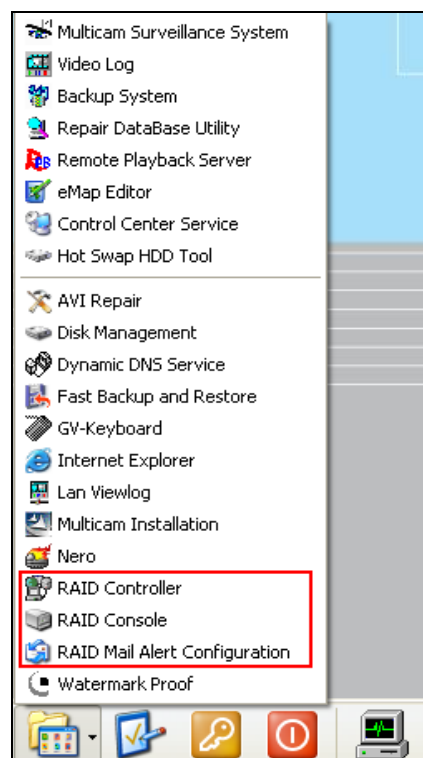 Multicam Surveillance System
Video Log
Backup System
Repair DataBase Utility
Remote Playback Server
eMap Editor
Control Center Service
Hot Swap HDD Tool
AVI Repair
Disk Management
Dynamic DNS Service
Fast Backup and Restore
GV-Keyboard
Internet Explorer
Lan Viewlog
Multicam Installation
Nero
RAID Controller
RAID Console
RAID Mail Alert Configuration
Watermark Proof